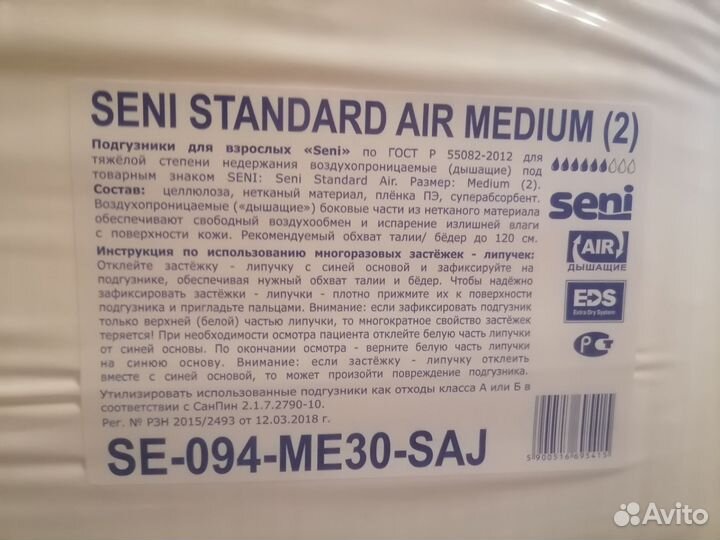 SENI STANDARD AIR MEDIUM (2)
Подгузники для взрослых «Seni» по ГОСТ Р 55082-2012 для
тяжёлой степени недержания воздухопроницаемые (дышащие) под
товарным знаком SENI: Seni Standard Air. Размер: Medium (2).
Состав: целлюлоза, нетканый материал, плёнка ПЭ, суперабсорбент.
Воздухопроницаемые («дышащие») боковые части из нетканого материала
обеспечивают свободный воздухообмен и испарение излишней влаги
с поверхности кожи. Рекомендуемый обхват талии/ бёдер до 120 см.
seni
AIR
ДЫШАЩИЕ
EDS
Extra Dry System
РСТ
Инструкция по использованию многоразовых застёжек - липучек:
Отклейте застёжку - липучку с синей основой и зафиксируйте на
подгузнике, обеспечивая нужный обхват талии и бёдер. Чтобы надёжно
зафиксировать застёжки - липучки - плотно прижмите их к поверхности
подгузника и пригладьте пальцами. Внимание: если зафиксировать подгузник
только верхней (белой) частью липучки, то многократное свойство застёжек
теряется! При необходимости осмотра пациента отклейте белую часть липучки
от синей основы. По окончании осмотра - верните белую часть липучки
на синюю основу. Внимание: если застёжку - липучку отклеить
вместе с синей основой, то может произойти повреждение подгузника.
Утилизировать использованные подгузники как отходы класса А или Б в
соответствии с СанПин 2.1.7.2790-10.
Рег. № РЗН 2015/2493 от 12.03.2018 г.
SE-094-ME30-SAJ
5 900516 695415
Avito